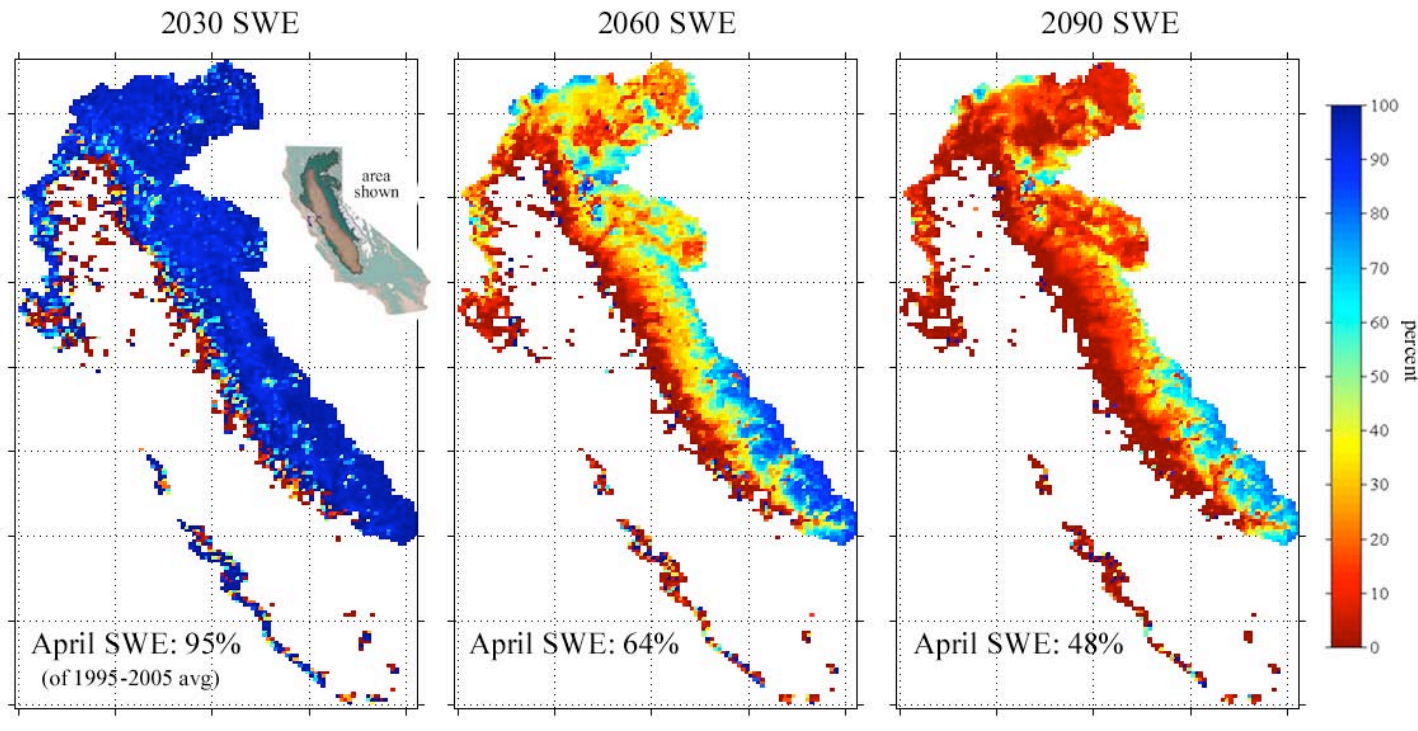 2030 SWE
2060 SWE
2090 SWE
area
shown
April SWE: 95%
(of 1995-2005 avg)
April SWE: 64%
April SWE: 48%
100
90
80
70
60
50
40
30
20
10
0
percent